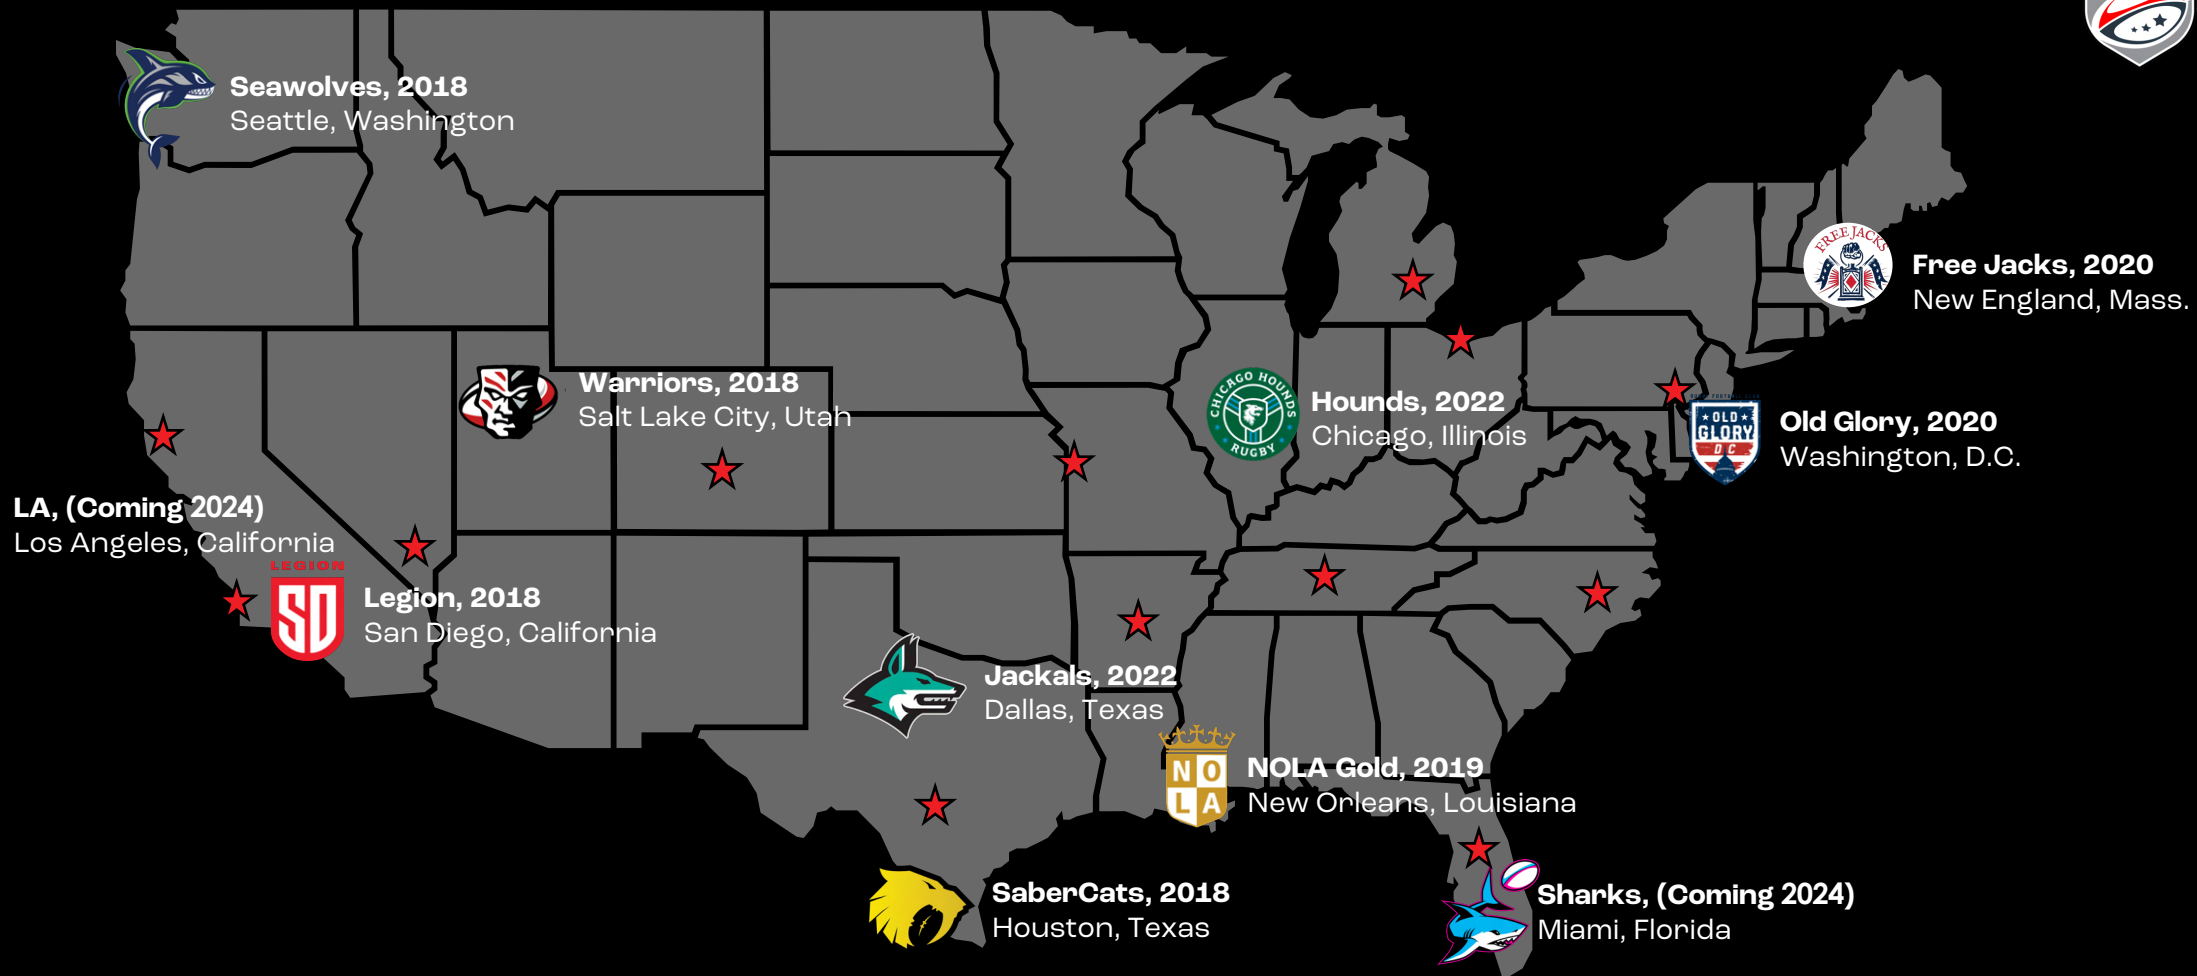 Seawolves, 2018
Seattle, Washington
FREE JACKS
Free Jacks, 2020
New England, Mass.
Warriors, 2018
Salt Lake City, Utah
CHICAGO HOUNDS
RUGBY
Hounds, 2022
Chicago, Illinois
OLD
GLORY
DC
Old Glory, 2020
Washington, D.C.
LA, (Coming 2024)
Los Angeles, California
LEGION
SD
Legion, 2018
San Diego, California
Jackals, 2022
Dallas, Texas
NO
LA
NOLA Gold, 2019
New Orleans, Louisiana
SaberCats, 2018
Houston, Texas
Sharks, (Coming 2024)
Miami, Florida